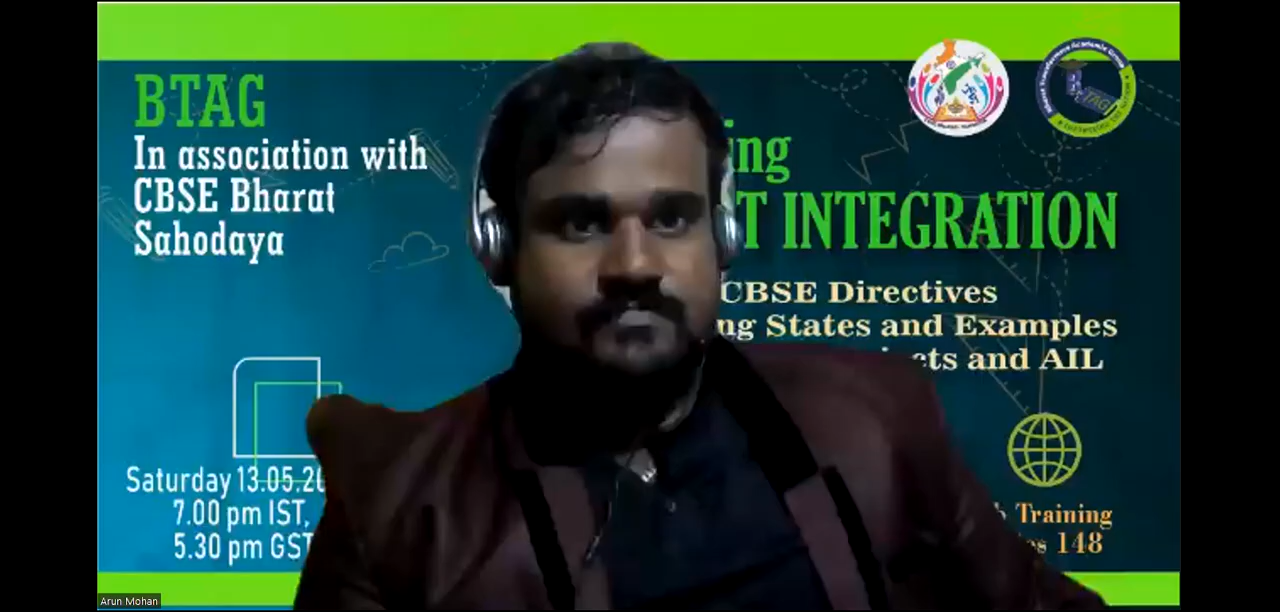 BTAG
In association with
CBSE Bharat
Sahodaya
ing
T INTEGRATION
CBSE Directives
ng States and Examples
cts and AIL
Saturday 13.05.20
7.00 pm IST,
5.30 pm GST
Training
148
Arun Mohan